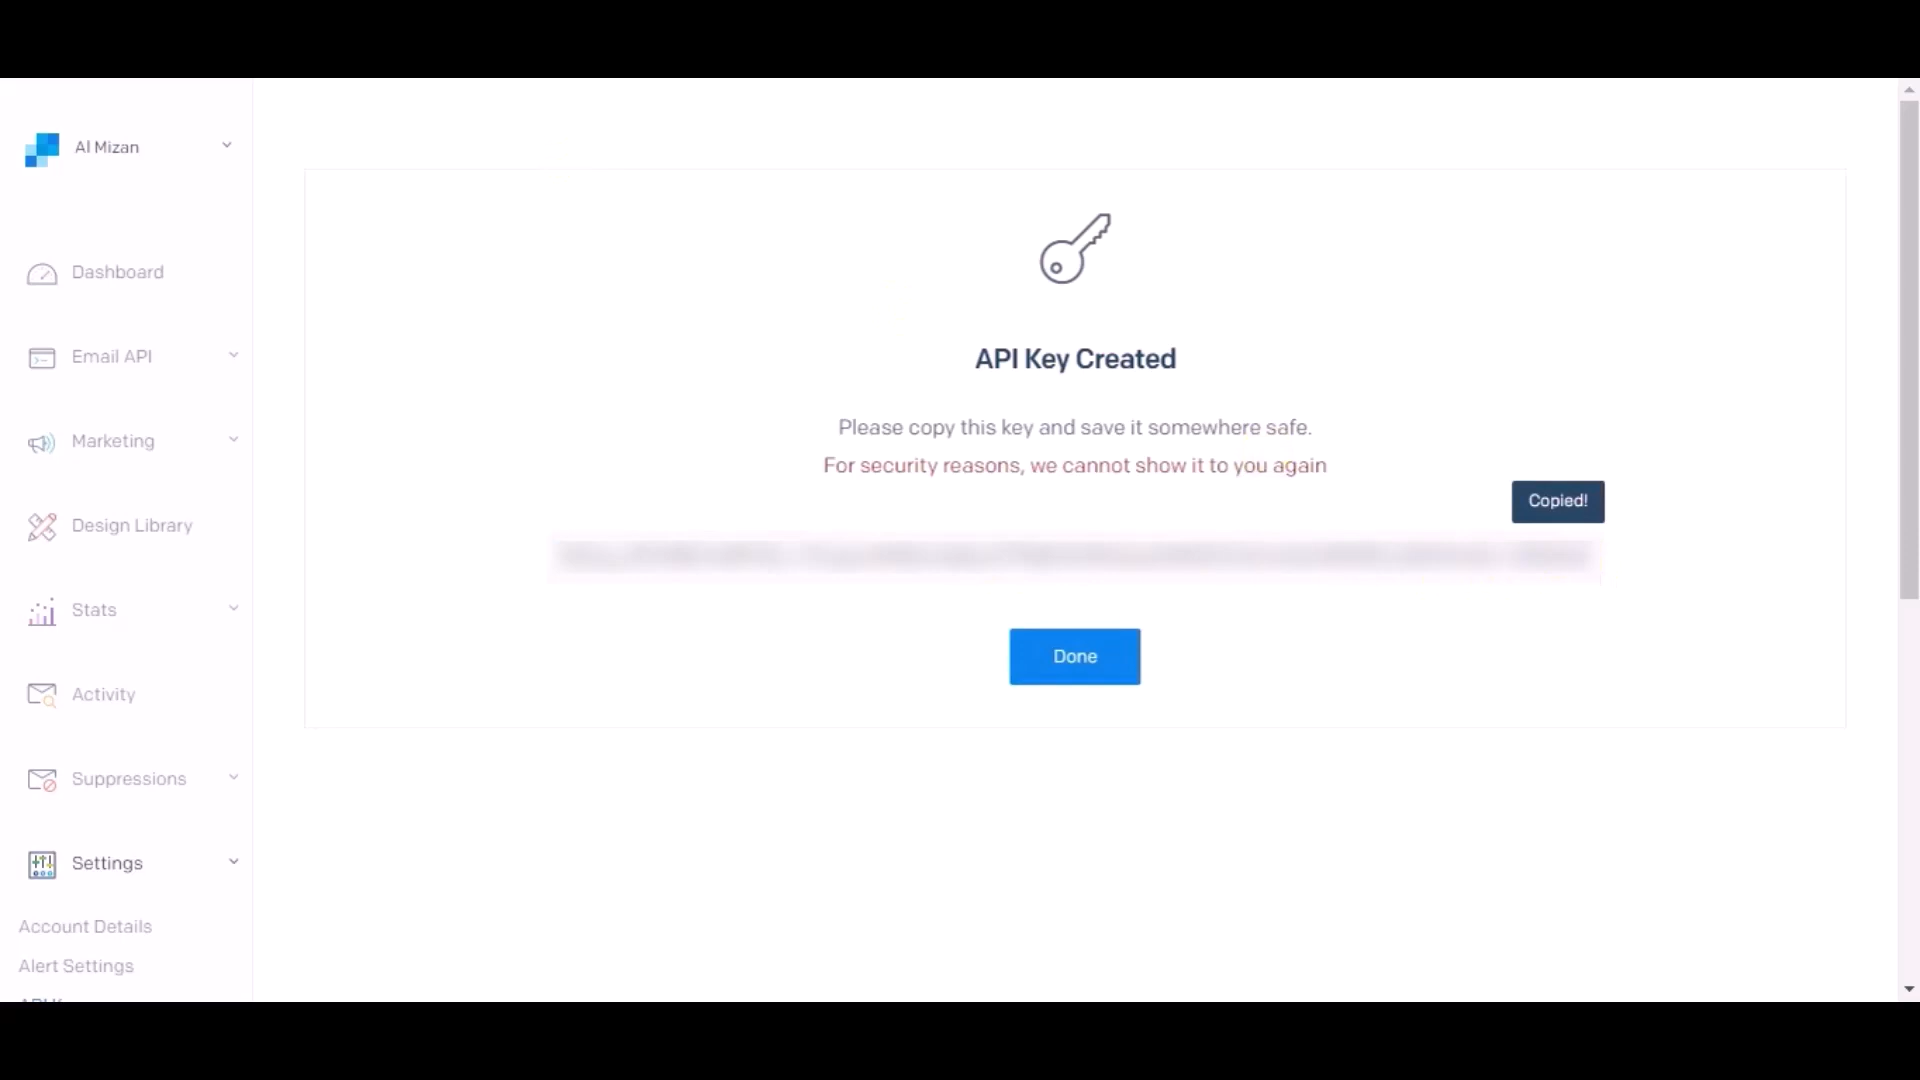 Al Mizan
Dashboard
Email API
Marketing
Design Library
Stats
Activity
Suppressions
Settings
Account Details
Alert Settings
API Key Created
Please copy this key and save it somewhere safe.
For security reasons, we cannot show it to you again
Copied!
Done